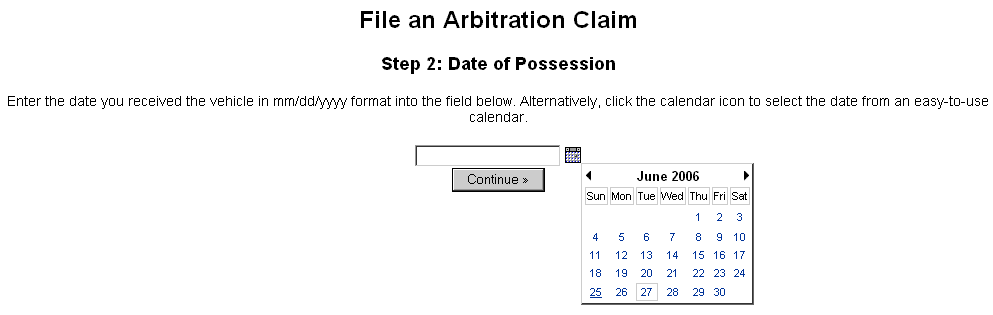 File an Arbitration Claim
Step 2: Date of Possession
Enter the date you received the vehicle in mm/dd/yyyy format into the field below. Alternatively, click the calendar icon to select the date from an easy-to-use
calendar.
Continue »
June 2006
Sun Mon Tue Wed Thu Fri Sat
1 2 3
4 5 6 7 8 9 10
11 12 13 14 15 16 17
18 19 20 21 22 23 24
25 26 27 28 29 30